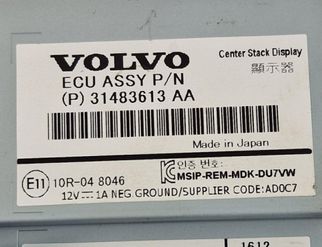 VOLVO Center Stack Display
ECU ASSY P/N 顯示器
(P) 31483613 AA
Made in Japan
인증 번호:
E11 10R-04 8046 MSIP-REM-MDK-DU7VW
12V⎓1A NEG.GROUND/SUPPLIER CODE:AD0C7
1612